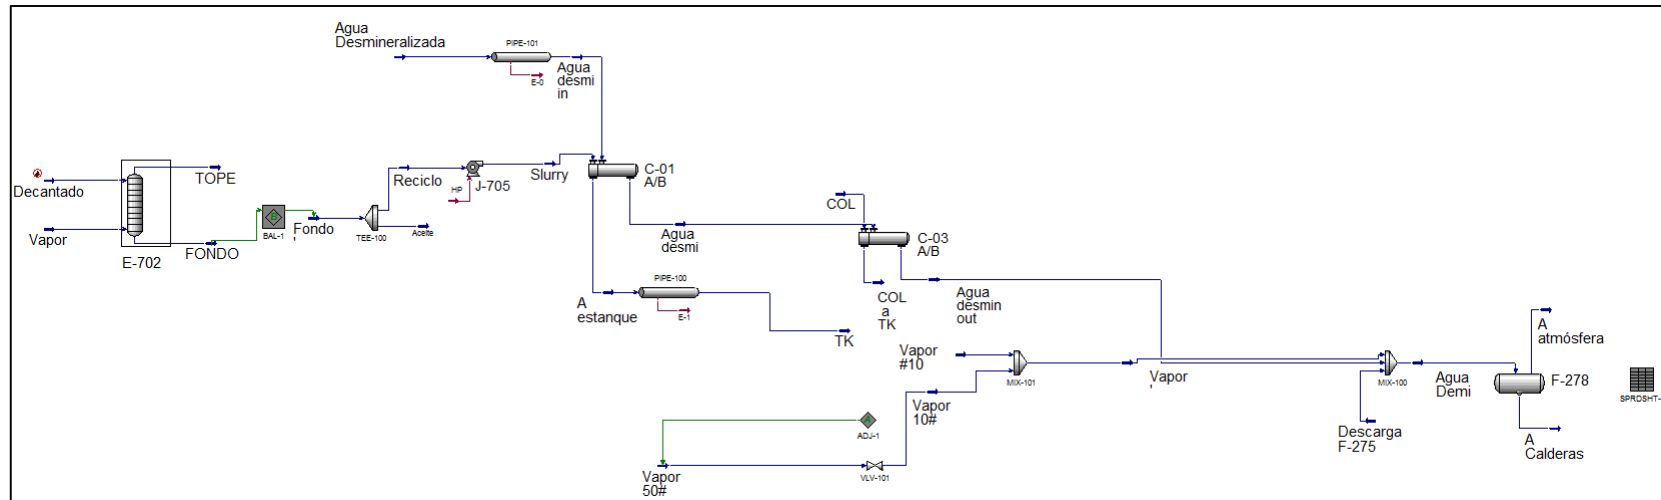 Agua
Desmineralizada
PIPE-101
E-0
Agua
desmi
in
Decantado
Vapor
TOPE
FONDO
E-702
BAL-1
Fondo
'
TEE-100
Reciclo
Aceite
HP
J-705
Slurry
C-01
A/B
Agua
desmi
COL
C-03
A/B
PIPE-100
E-1
A
estanque
TK
COL
a
TK
Agua
desmin
out
Vapor
#10
MIX-101
Vapor
10#
Vapor
'
MIX-100
Descarga
F-275
Agua
Demi
A
atmósfera
F-278
A
Calderas
SPRDSHT-
ADJ-1
Vapor
50#
VLV-101
B
A